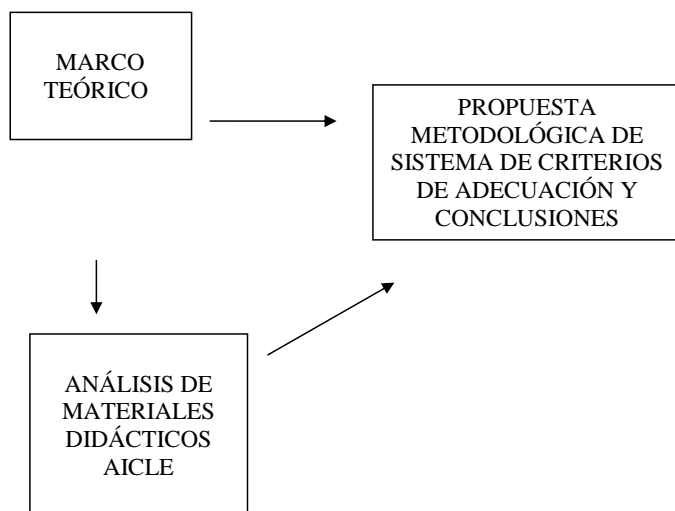 MARCO
TEÓRICO
PROPUESTA
METODOLÓGICA DE
SISTEMA DE CRITERIOS
DE ADECUACIÓN Y
CONCLUSIONES
ANÁLISIS DE
MATERIALES
DIDÁCTICOS
AICLE